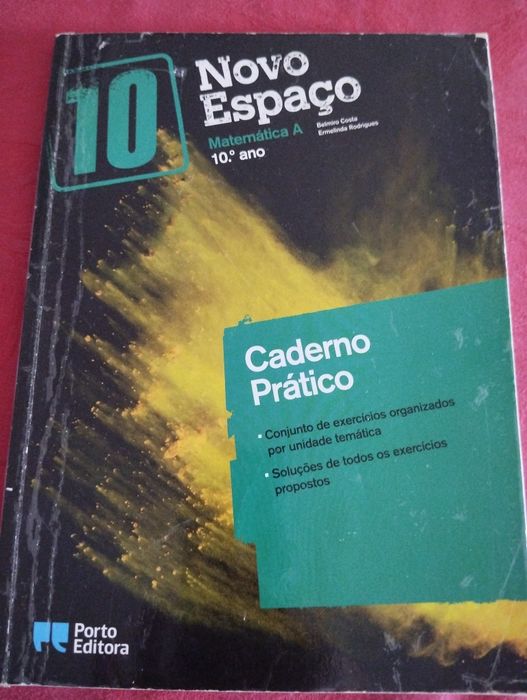 10
Novo
Espaço
Matemática A
10.º ano
Belmiro Costa
Ermelinda Rodrigues
Caderno
Prático
▪ Conjunto de exercícios organizados
por unidade temática
▪ Soluções de todos os exercícios
propostos
Porto
Editora